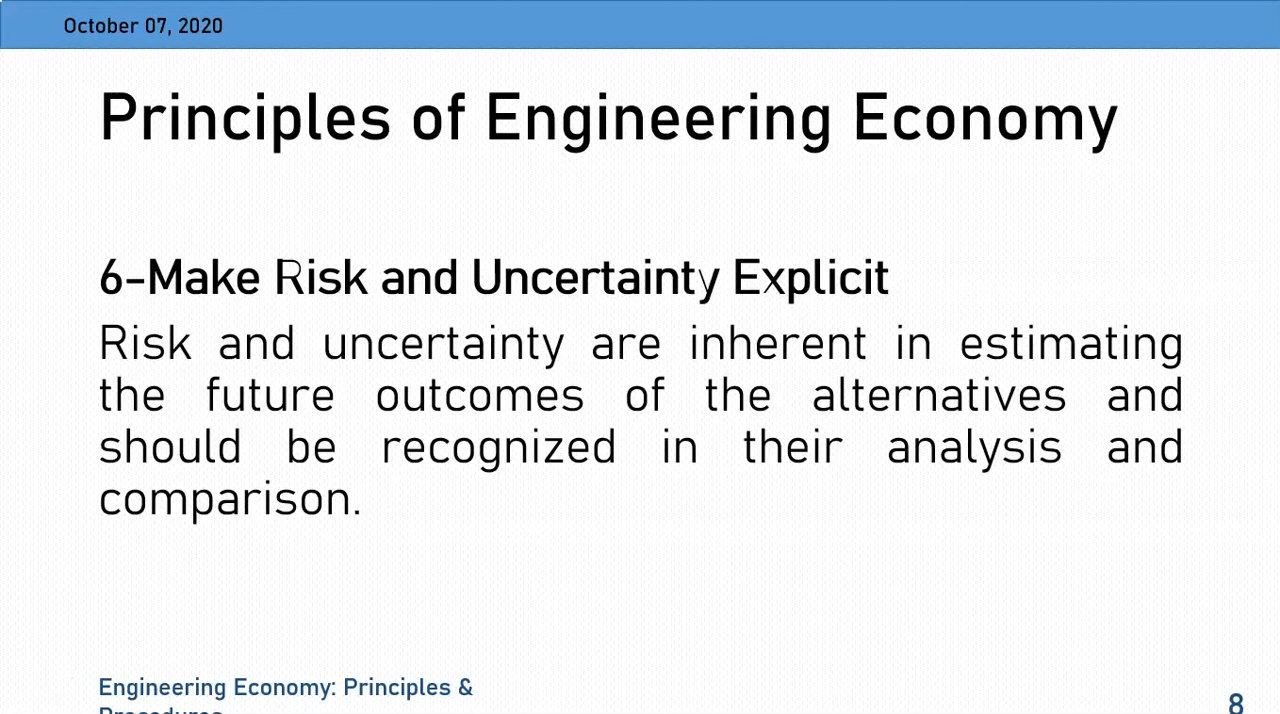 October 07, 2020
Principles of Engineering Economy
6-Make Risk and Uncertainty Explicit
Risk and uncertainty are inherent in estimating
the future outcomes of the alternatives and
should be recognized in their analysis and
comparison.
Engineering Economy: Principles &
Procedures
8